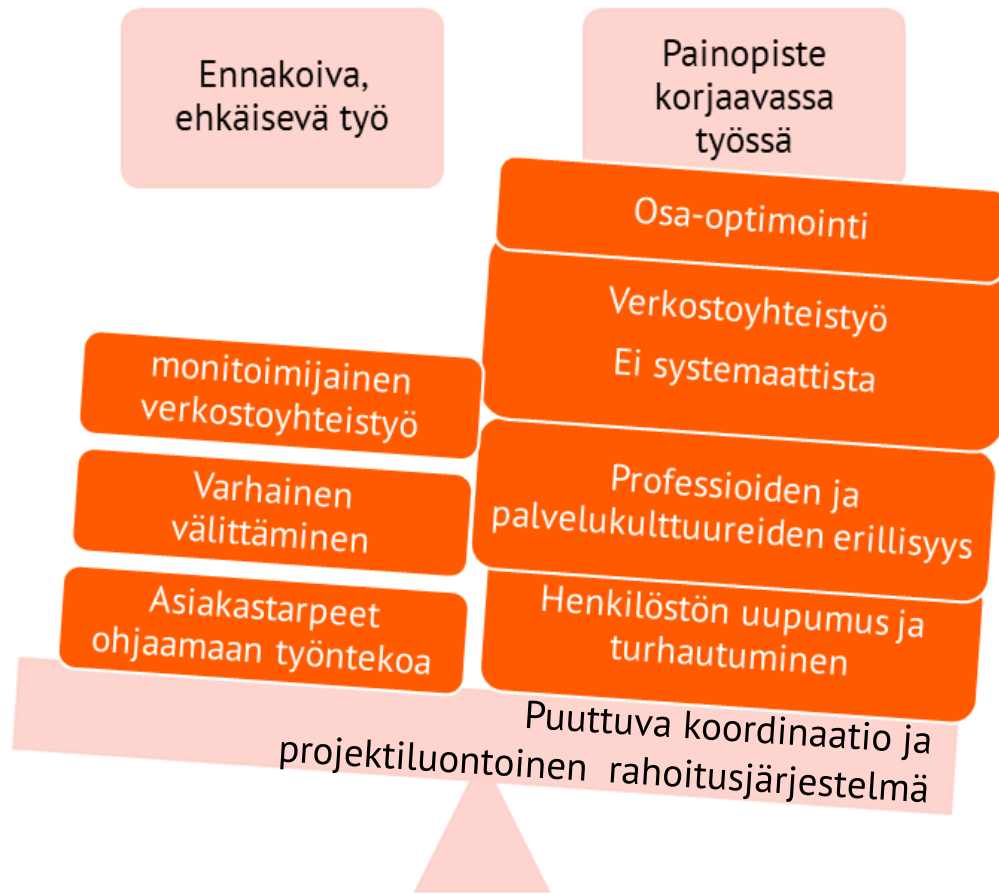 Ennakoiva,
ehkäisevä työ
Painopiste
korjaavassa
työssä
Osa-optimointi
Verkostoyhteistyö
Ei systemaattista
Professioiden ja
palvelukulttuureiden erillisyys
Henkilöstön uupumus ja
turhautuminen
monitoimijainen
verkostoyhteistyö
Varhainen
välittäminen
Asiakastarpeet
ohjaamaan työntekoa
Puuttuva koordinaatio ja
projektiluontoinen rahoitusjärjestelmä